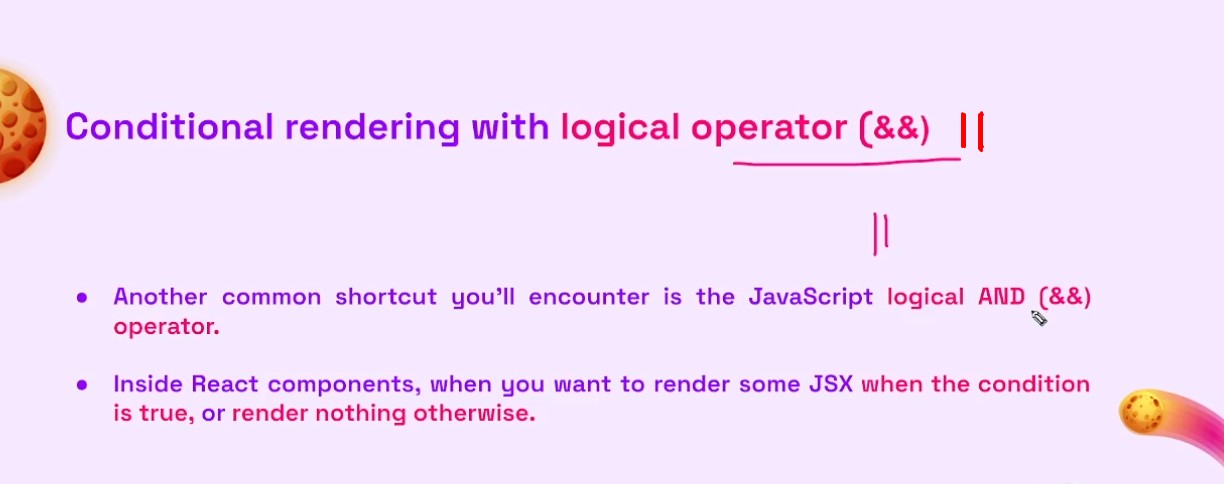 Conditional rendering with logical operator (&&) ||
||
● Another common shortcut you'll encounter is the JavaScript logical AND (&&)
operator.
● Inside React components, when you want to render some JSX when the condition
is true, or render nothing otherwise.